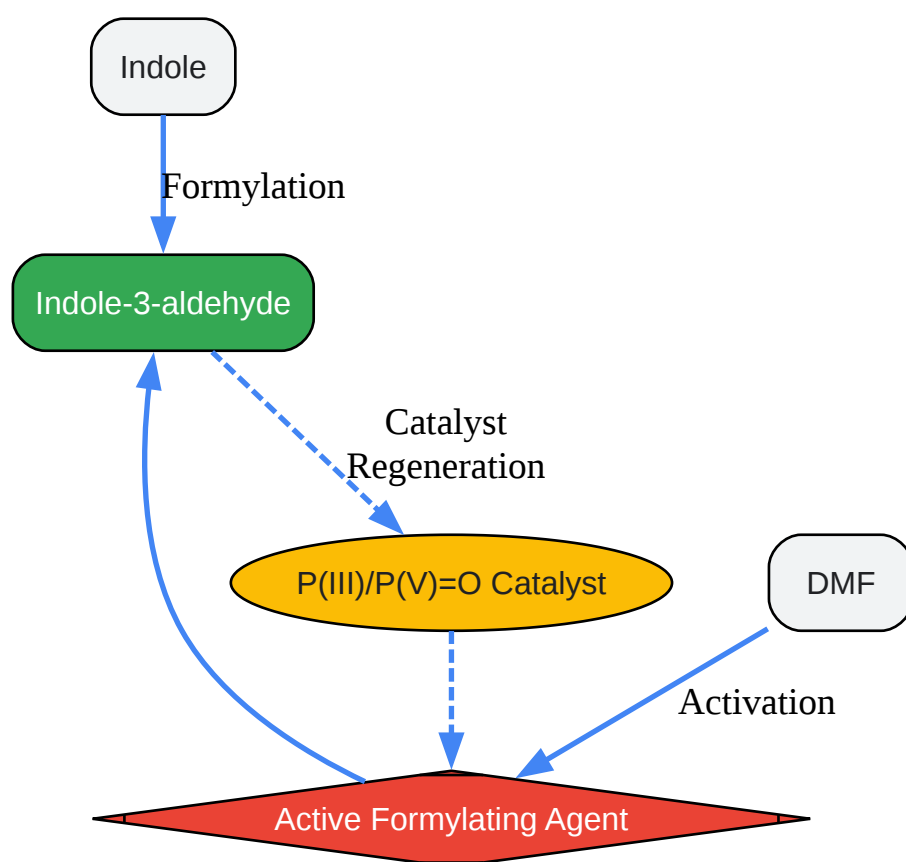 Indole
Formylation
Indole-3-aldehyde
Catalyst
Regeneration
P(III)/P(V)=O Catalyst
DMF
Activation
Active Formylating Agent